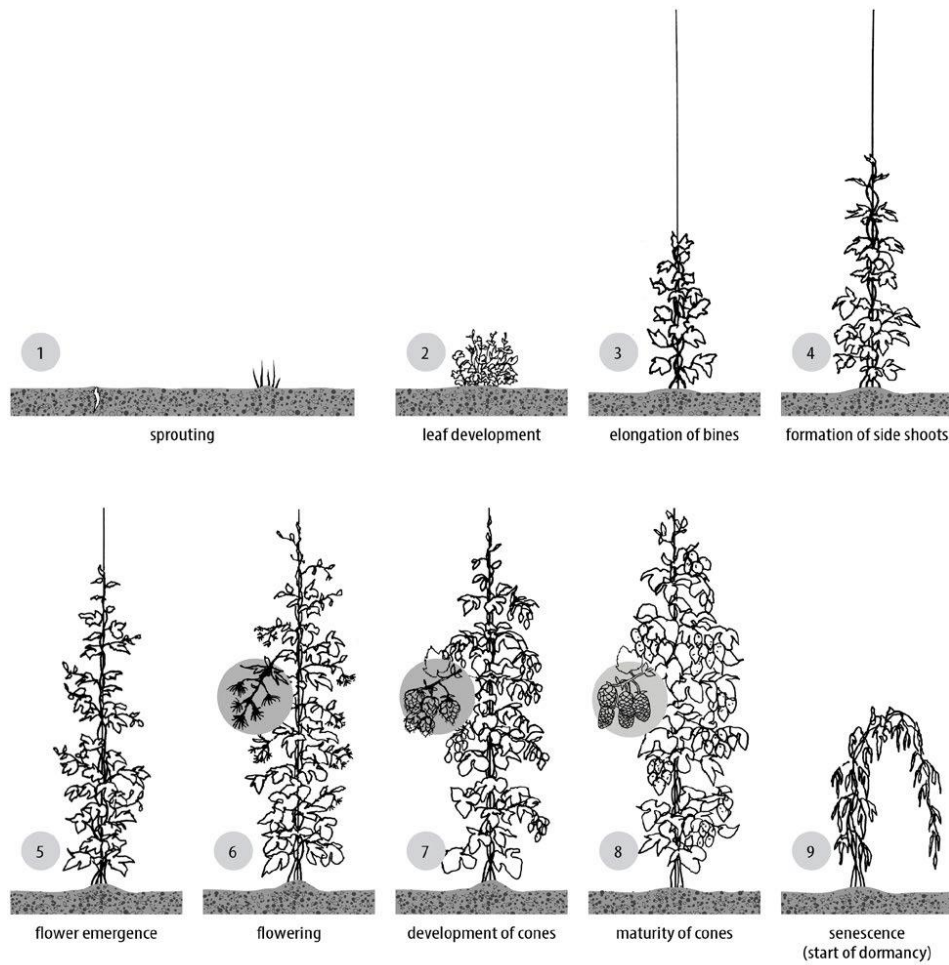 1
2
3
4
sprouting
leaf development
elongation of bines
formation of side shoots
5
6
7
8
9
flower emergence
flowering
development of cones
maturity of cones
senescence
(start of dormancy)